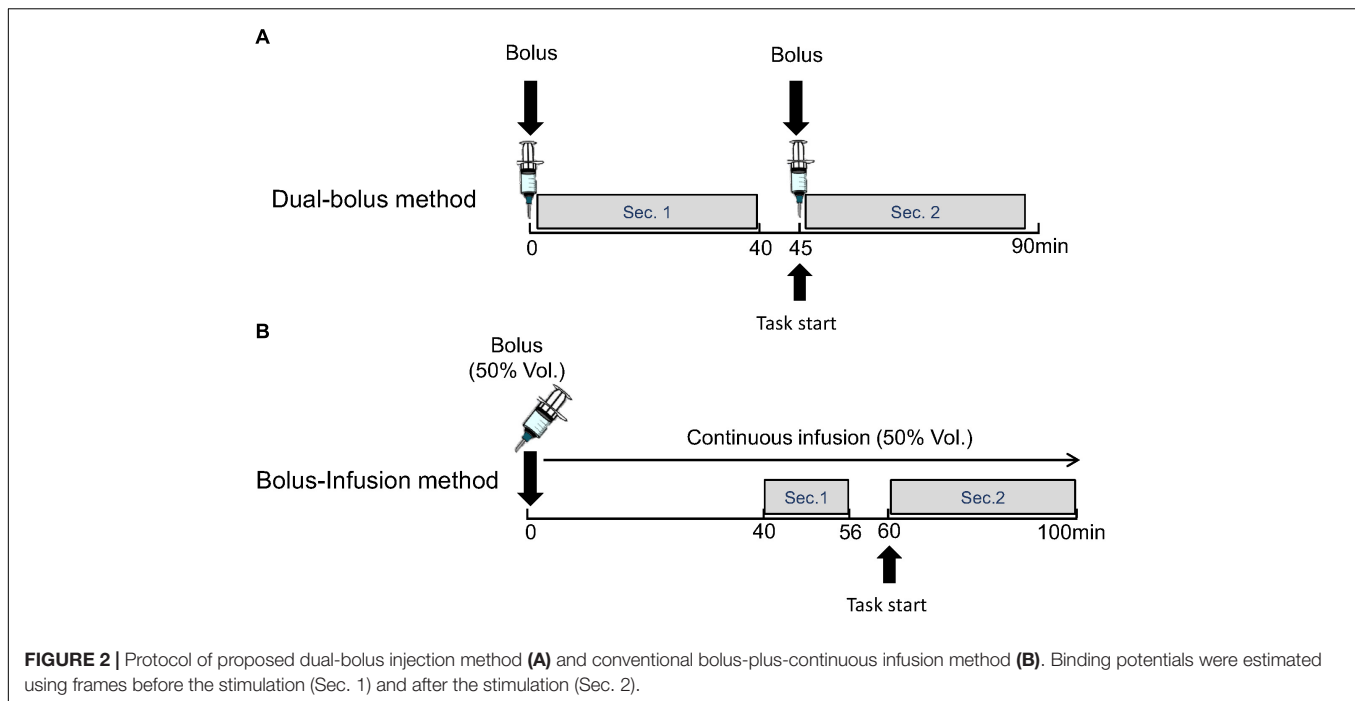 A
Bolus
Bolus
Dual-bolus method
Sec. 1
Sec. 2
0
40
45
90min
Task start
B
Bolus
(50% Vol.)
Continuous infusion (50% Vol.)
Bolus-Infusion method
Sec.1
Sec.2
0
40
56
60
100min
Task start
FIGURE 2 | Protocol of proposed dual-bolus injection method (A) and conventional bolus-plus-continuous infusion method (B). Binding potentials were estimated
using frames before the stimulation (Sec. 1) and after the stimulation (Sec. 2).